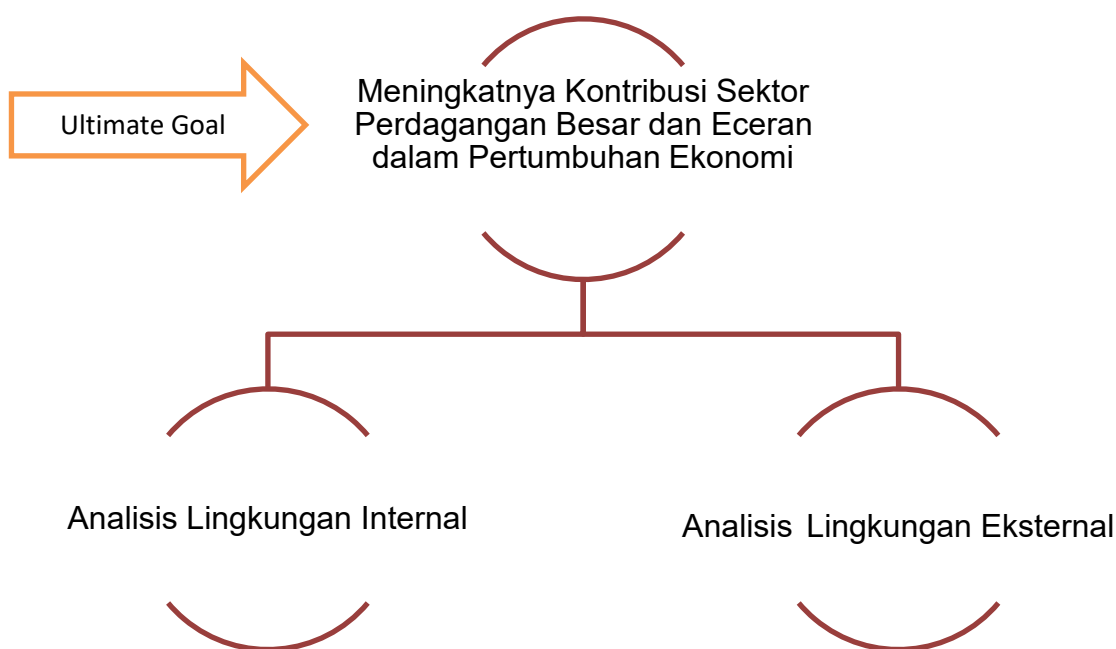 Ultimate Goal
Meningkatnya Kontribusi Sektor
Perdagangan Besar dan Eceran
dalam Pertumbuhan Ekonomi
Analisis Lingkungan Internal
Analisis Lingkungan Eksternal